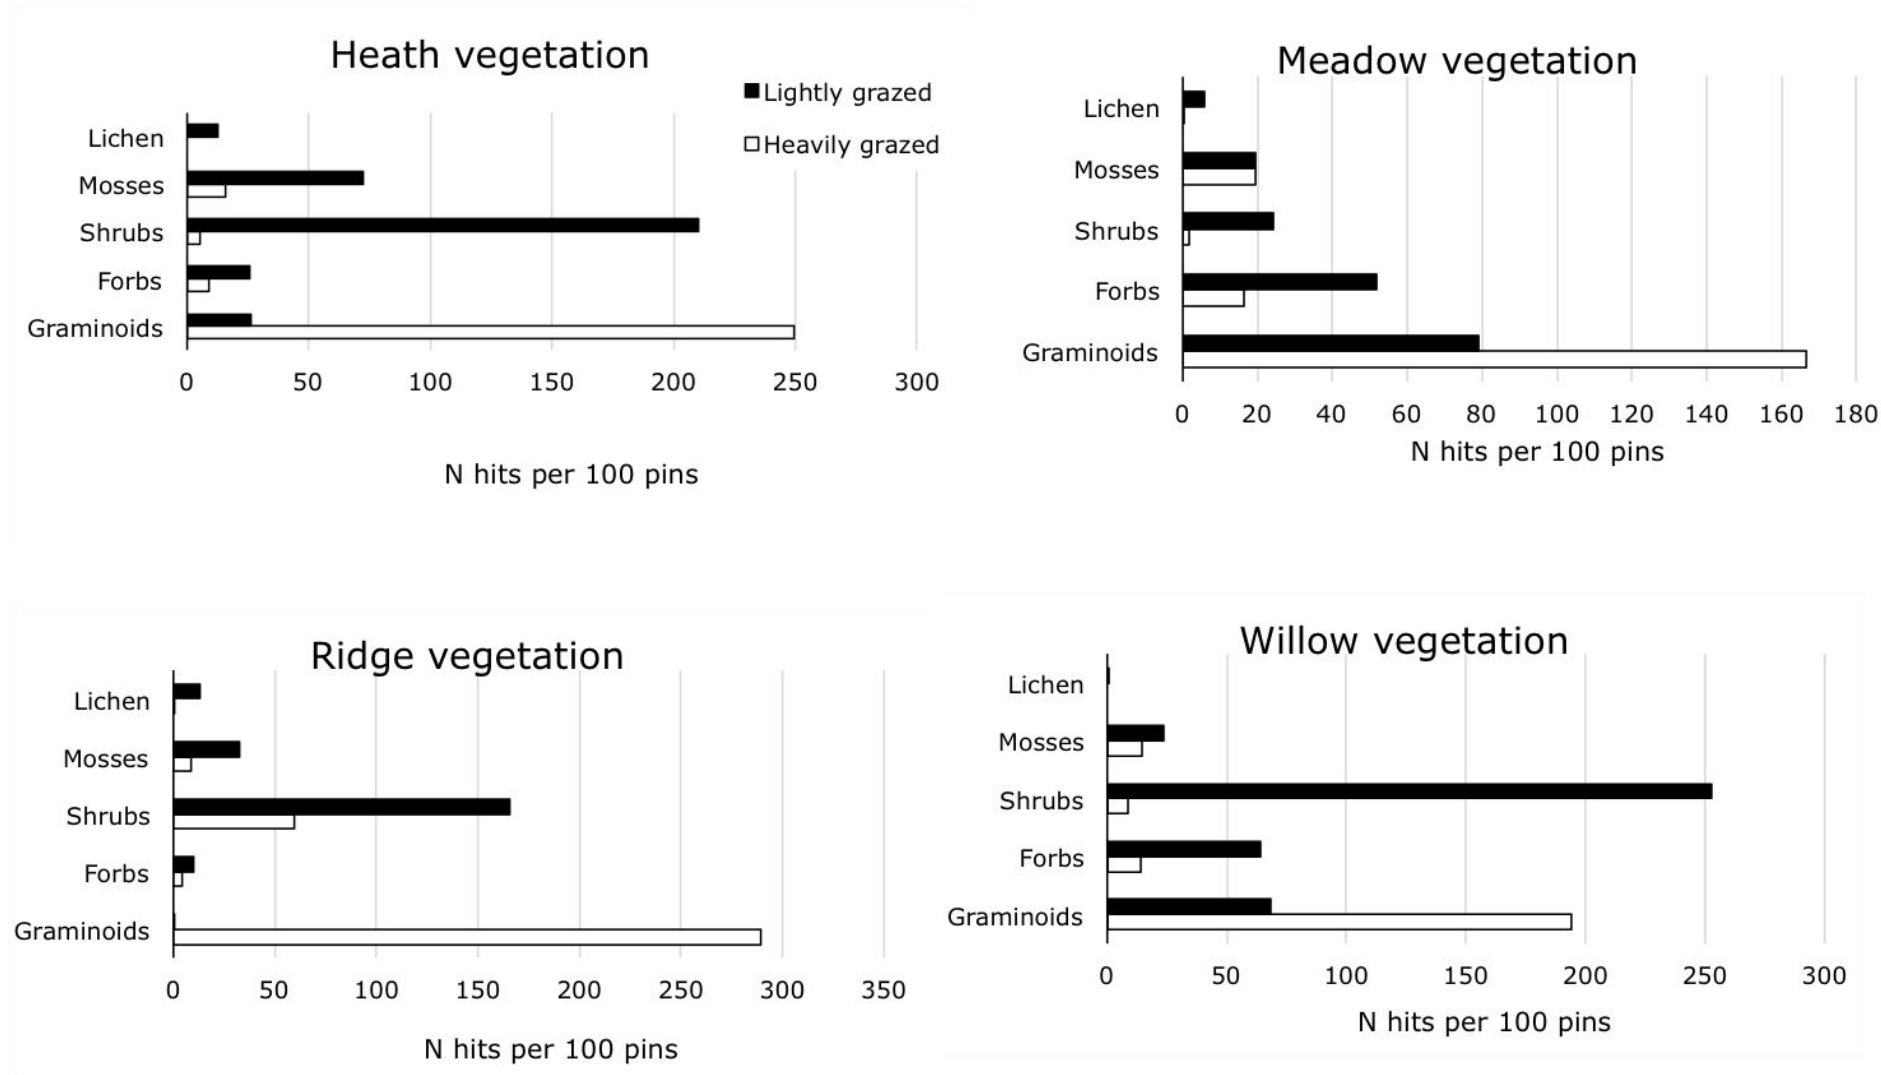 Heath vegetation
Lightly grazed
Heavily grazed
Lichen
Mosses
Shrubs
Forbs
Graminoids
0 50 100 150 200 250 300
N hits per 100 pins
Meadow vegetation
Lichen
Mosses
Shrubs
Forbs
Graminoids
0 20 40 60 80 100 120 140 160 180
N hits per 100 pins
Ridge vegetation
Lichen
Mosses
Shrubs
Forbs
Graminoids
0 50 100 150 200 250 300 350
N hits per 100 pins
Willow vegetation
Lichen
Mosses
Shrubs
Forbs
Graminoids
0 50 100 150 200 250 300
N hits per 100 pins